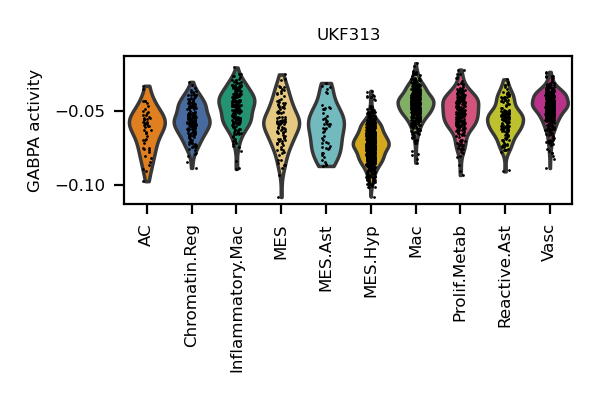 UKF313
GABPA activity
−0.05
−0.10
AC
Chromatin.Reg
Inflammatory.Mac
MES
MES.Ast
MES.Hyp
Mac
Prolif.Metab
Reactive.Ast
Vasc